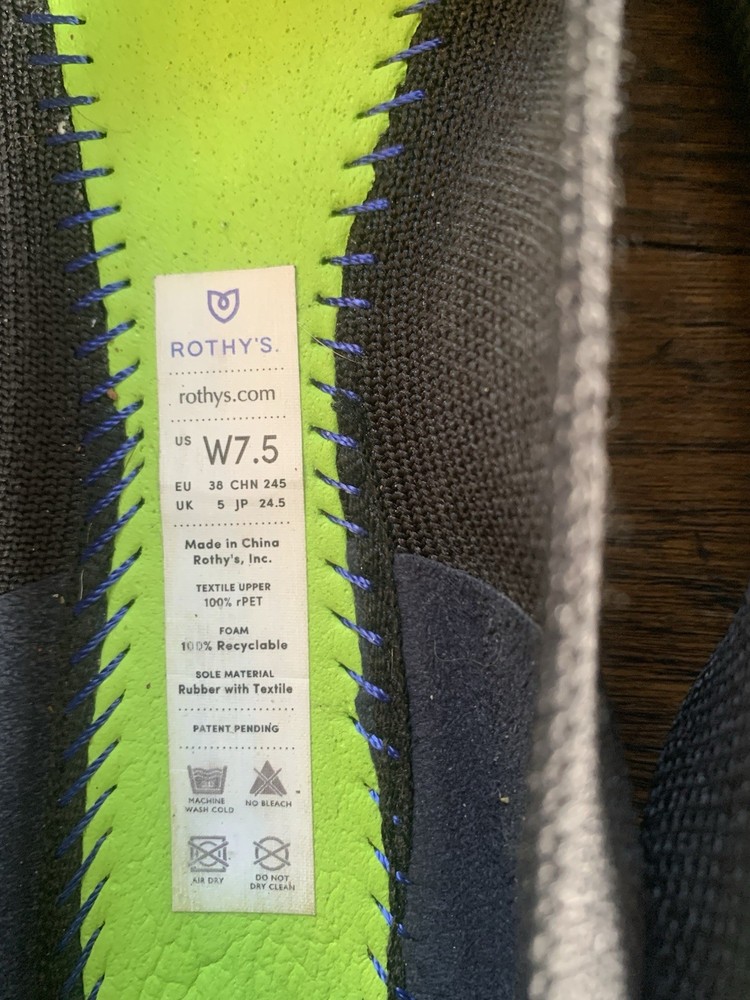 ROTHY'S.
rothys.com
US W7.5
EU 38 CHN 245
UK 5 JP 24.5
Made in China
Rothy's, Inc.
TEXTILE UPPER
100% rPET
FOAM
100% Recyclable
SOLE MATERIAL
Rubber with Textile
PATENT PENDING
MACHINE WASH COLD
NO BLEACH
AIR DRY
DO NOT DRY CLEAN